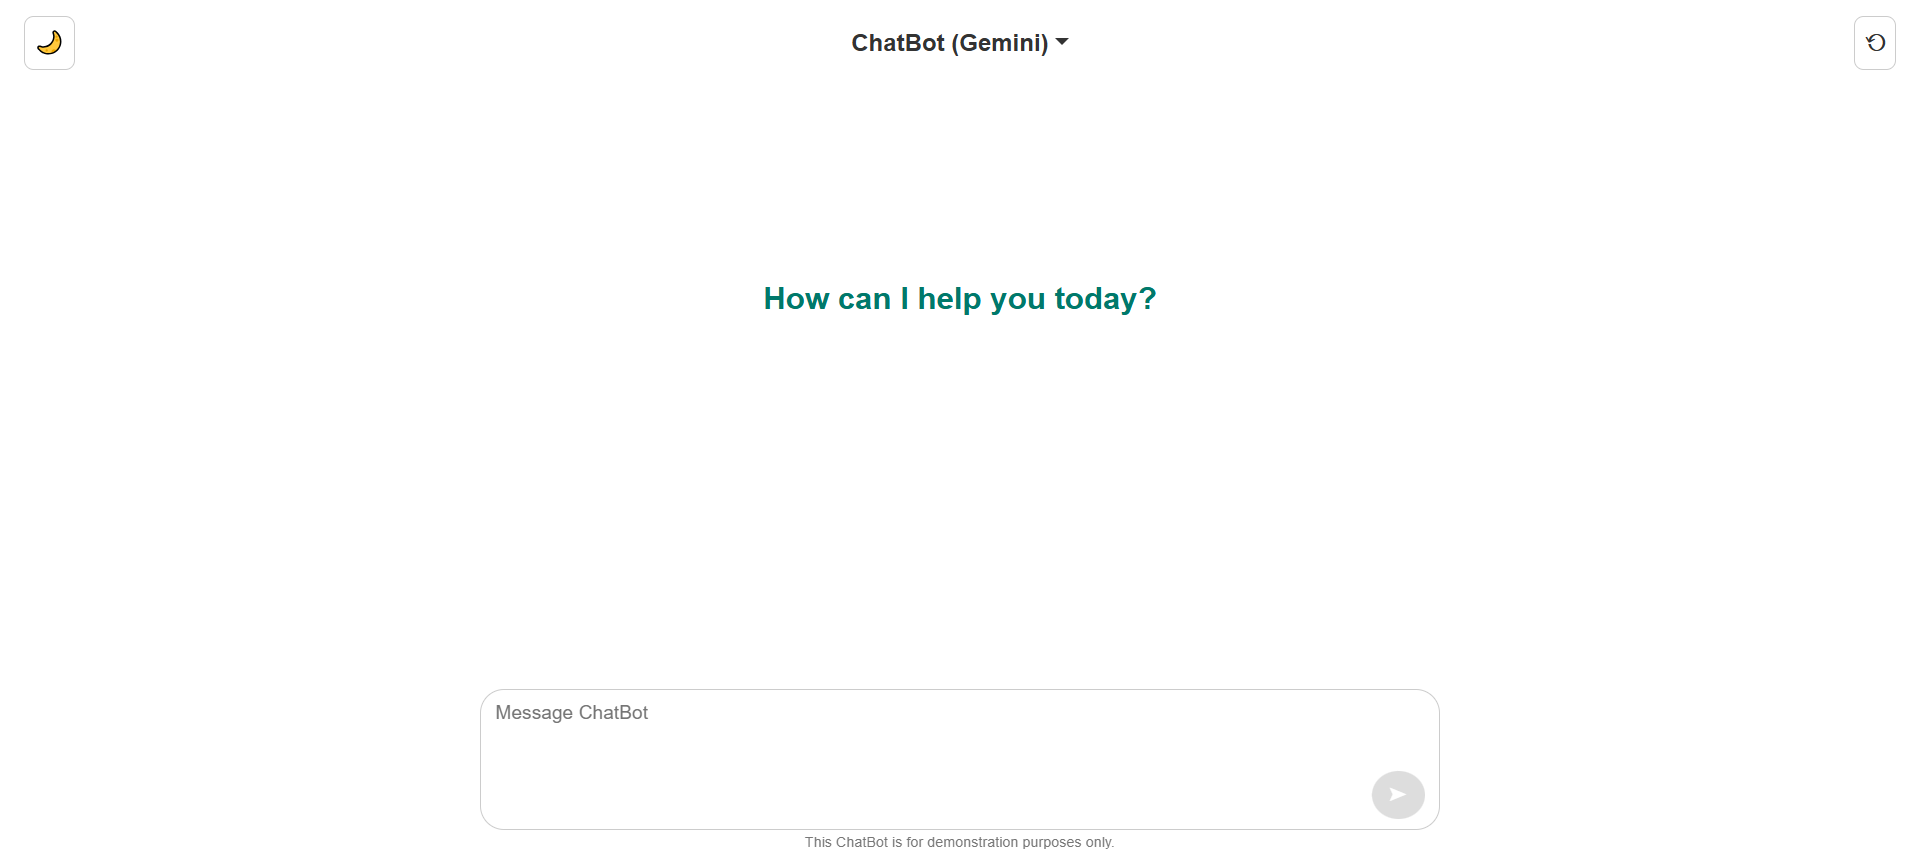 ChatBot (Gemini)
How can I help you today?
Message ChatBot
This ChatBot is for demonstration purposes only.